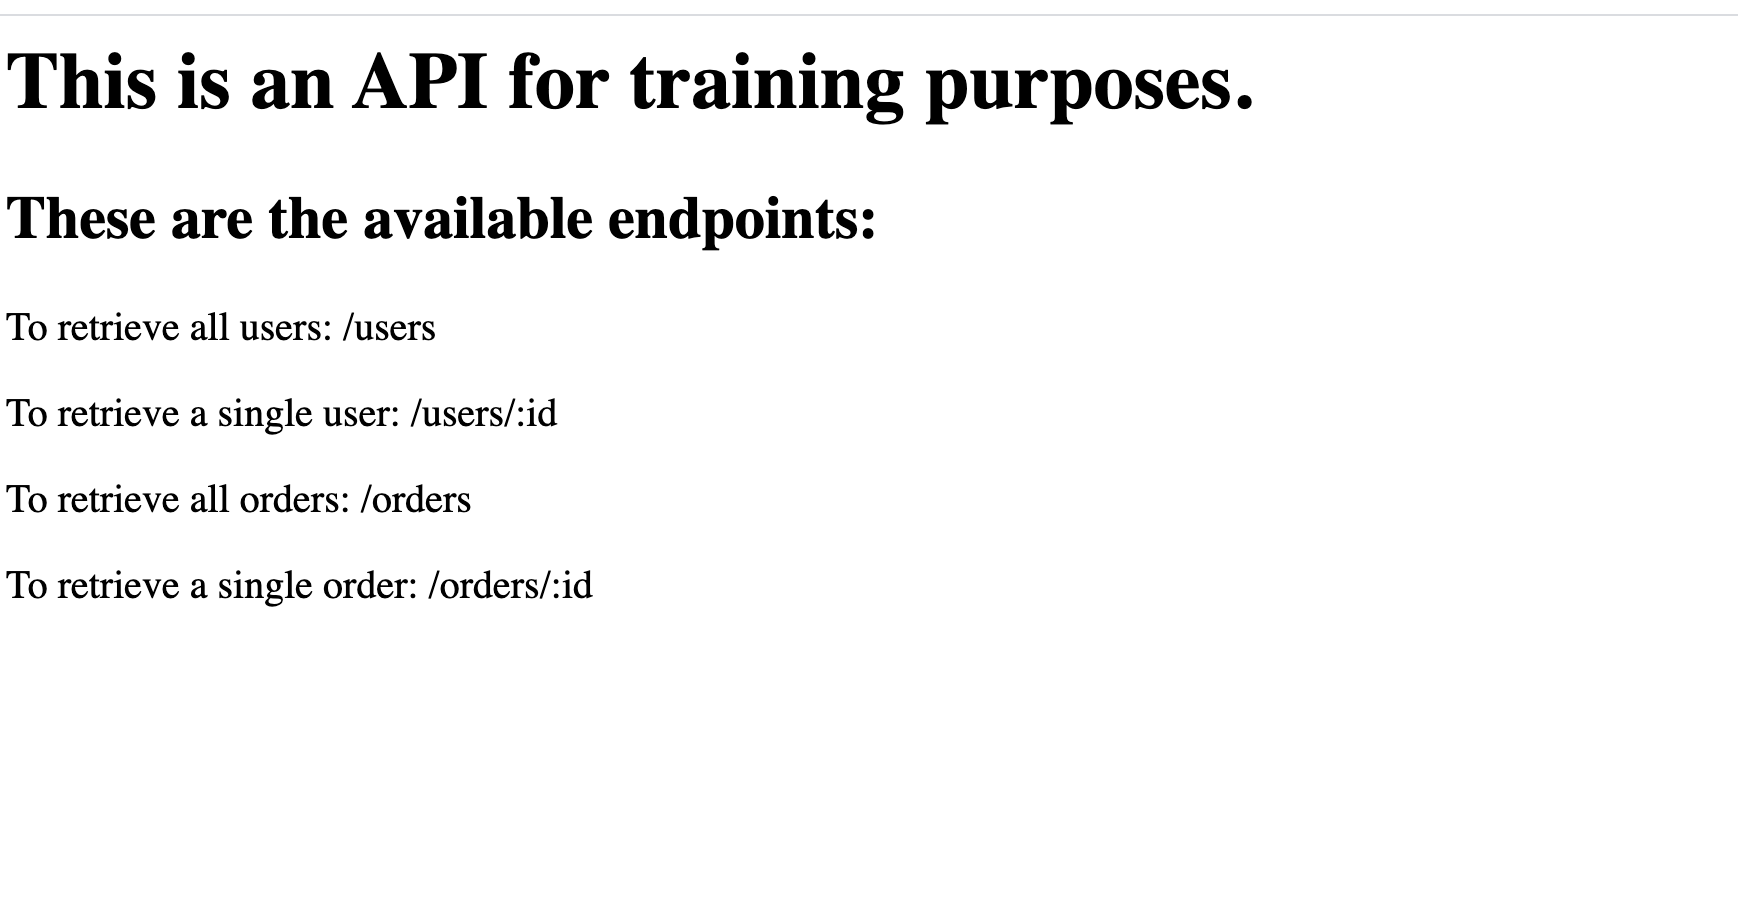 This is an API for training purposes.
These are the available endpoints:
To retrieve all users: /users
To retrieve a single user: /users/:id
To retrieve all orders: /orders
To retrieve a single order: /orders/:id